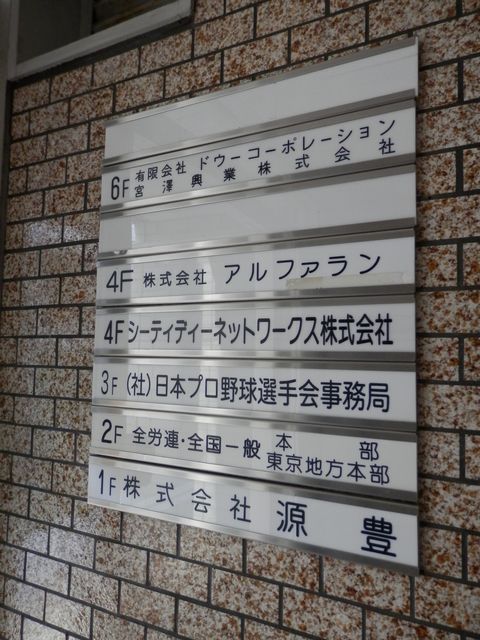 6F 有限会社 ドウーコーポレーション
宮澤興業株式会社
4F 株式会社 アルファラン
4F シーティディーネットワークス株式会社
3F (社)日本プロ野球選手会事務局
2F 全労連・全国一般 本部
東京地方本部
1F 株式会社 源豊